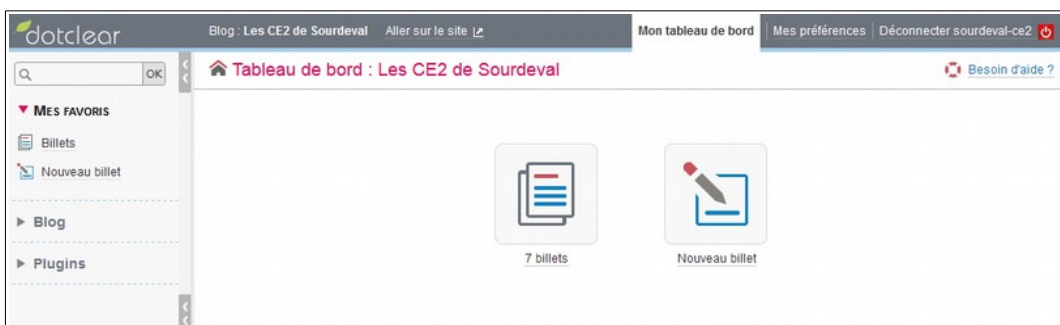 dotclear
Blog : Les CE2 de Sourdeval Aller sur le site
Mon tableau de bord
Mes préférences
Déconnecter sourdeval-ce2
OK
Tableau de bord : Les CE2 de Sourdeval
Besoin d'aide ?
MES FAVORIS
Billets
Nouveau billet
Blog
Plugins
7 billets
Nouveau billet